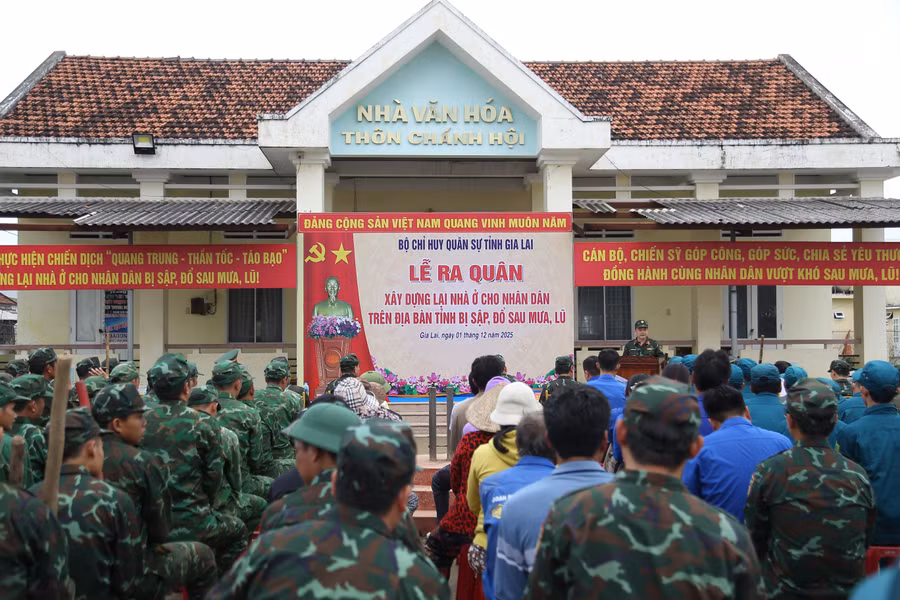 NHÀ VĂN HÓA
THÔN CHÁNH HỘI
ĐẢNG CỘNG SẢN VIỆT NAM QUANG VINH MUÔN NĂM
HỰC HIỆN CHIẾN DỊCH "QUANG TRUNG - THẦN TỐC - TÁO BẠO"
NG LẠI NHÀ Ở CHO NHÂN DÂN BỊ SẬP, ĐỔ SAU MƯA, LŨ!
BỘ CHỈ HUY QUÂN SỰ TỈNH GIA LAI
LỄ RA QUÂN
XÂY DỰNG LẠI NHÀ Ở CHO NHÂN DÂN
TRÊN ĐỊA BÀN TỈNH BỊ SẬP, ĐỔ SAU MƯA, LŨ
Gia Lai, ngày 01 tháng 12 năm 2025
CÁN BỘ, CHIẾN SỸ GÓP CÔNG, GÓP SỨC, CHIA SẺ YÊU THƯ
ĐỒNG HÀNH CÙNG NHÂN DÂN VƯỢT KHÓ SAU MƯA, LŨ!